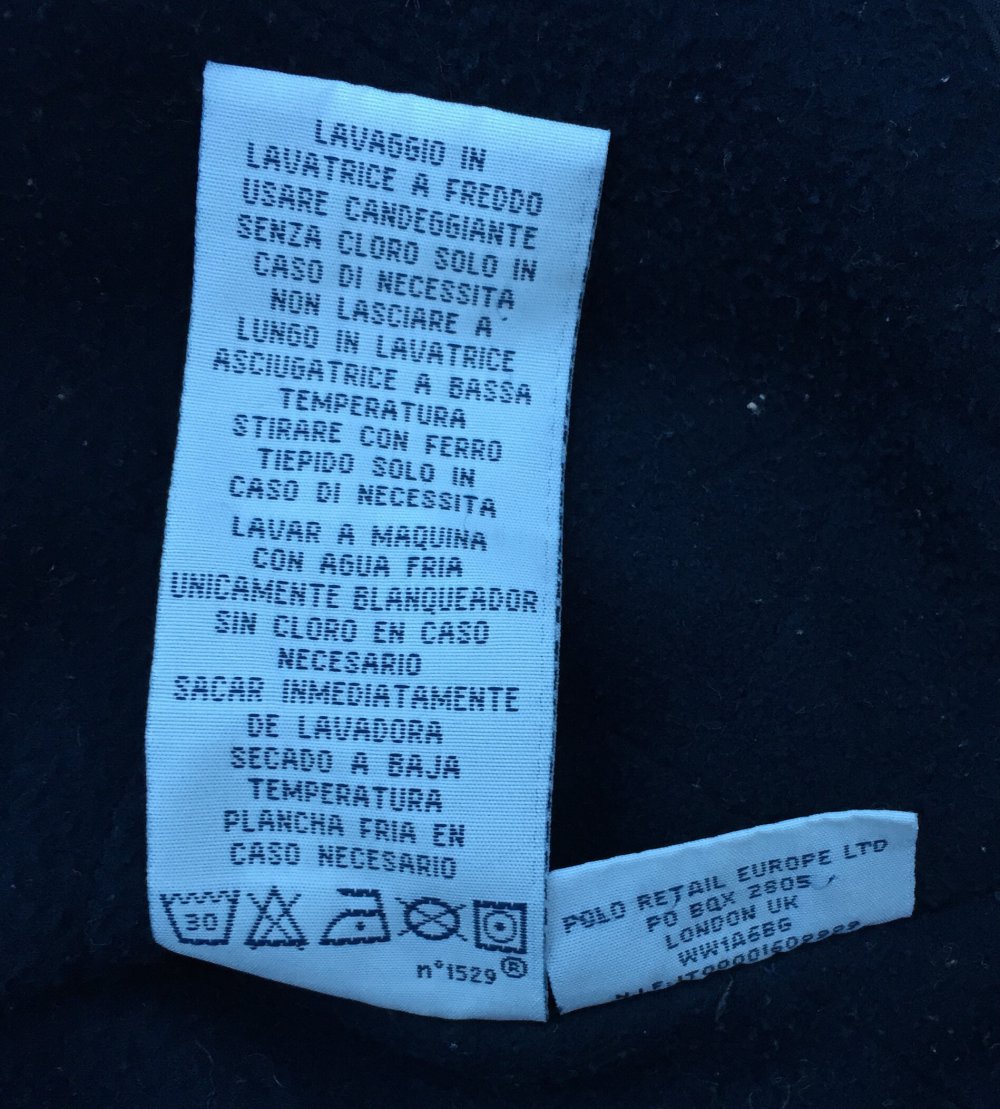 LAVAGGIO IN
LAVATRICE A FREDDO
USARE CANDEGGIANTE
SENZA CLORO SOLO IN
CASO DI NECESSITA
NON LASCIARE A
LUNGO IN LAVATRICE
ASCIUGATRICE A BASSA
TEMPERATURA
STIRARE CON FERRO
TIEPIDO SOLO IN
CASO DI NECESSITA
LAVAR A MAQUINA
CON AGUA FRIA
UNICAMENTE BLANQUEADOR
SIN CLORO EN CASO
NECESARIO
SACAR INMEDIATAMENTE
DE LAVADORA
SECADO A BAJA
TEMPERATURA
PLANCHA FRIA EN
CASO NECESARIO
30
n°1529®
POLO RETAIL EUROPE LTD
PO BOX 2805
LONDON UK
WW1A6BG